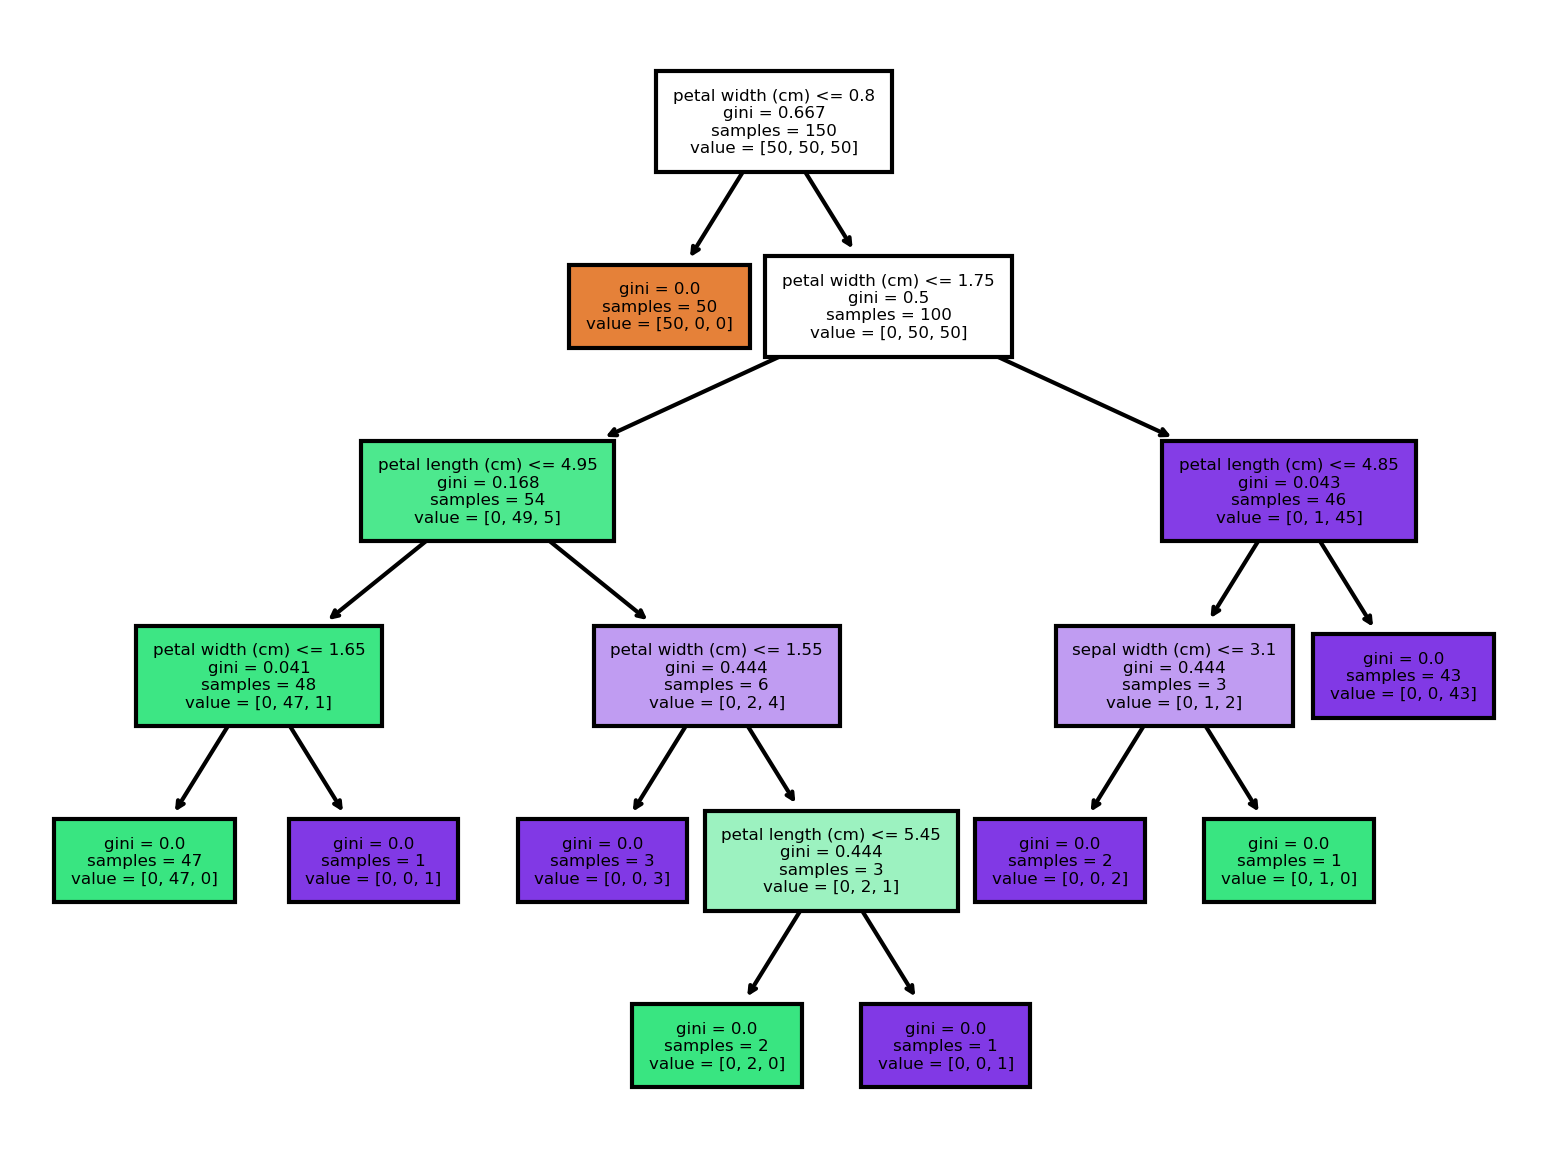 petal width (cm) <= 0.8
gini = 0.667
samples = 150
value = [50, 50, 50]
gini = 0.0
samples = 50
value = [50, 0, 0]
petal width (cm) <= 1.75
gini = 0.5
samples = 100
value = [0, 50, 50]
petal length (cm) <= 4.95
gini = 0.168
samples = 54
value = [0, 49, 5]
petal length (cm) <= 4.85
gini = 0.043
samples = 46
value = [0, 1, 45]
petal width (cm) <= 1.65
gini = 0.041
samples = 48
value = [0, 47, 1]
petal width (cm) <= 1.55
gini = 0.444
samples = 6
value = [0, 2, 4]
sepal width (cm) <= 3.1
gini = 0.444
samples = 3
value = [0, 1, 2]
gini = 0.0
samples = 43
value = [0, 0, 43]
gini = 0.0
samples = 47
value = [0, 47, 0]
gini = 0.0
samples = 1
value = [0, 0, 1]
gini = 0.0
samples = 3
value = [0, 0, 3]
petal length (cm) <= 5.45
gini = 0.444
samples = 3
value = [0, 2, 1]
gini = 0.0
samples = 2
value = [0, 0, 2]
gini = 0.0
samples = 1
value = [0, 1, 0]
gini = 0.0
samples = 2
value = [0, 2, 0]
gini = 0.0
samples = 1
value = [0, 0, 1]